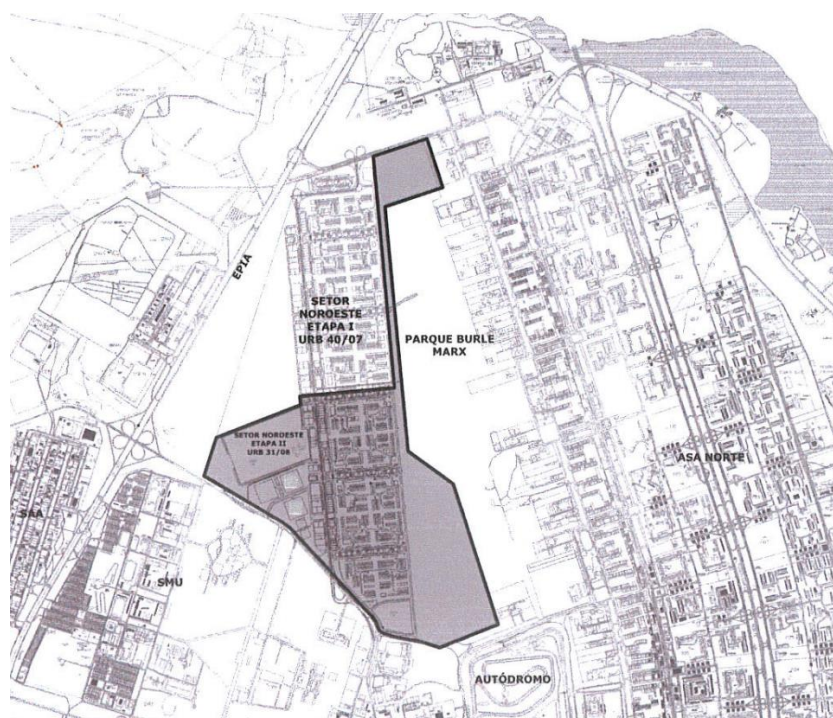 EPIA
SETOR
NOROESTE
ETAPA I
URB 40/07
PARQUE BURLE
MARX
SETOR NOROESTE
ETAPA II
URB 31/08
ASA NORTE
SAA
SMU
AUTÓDROMO